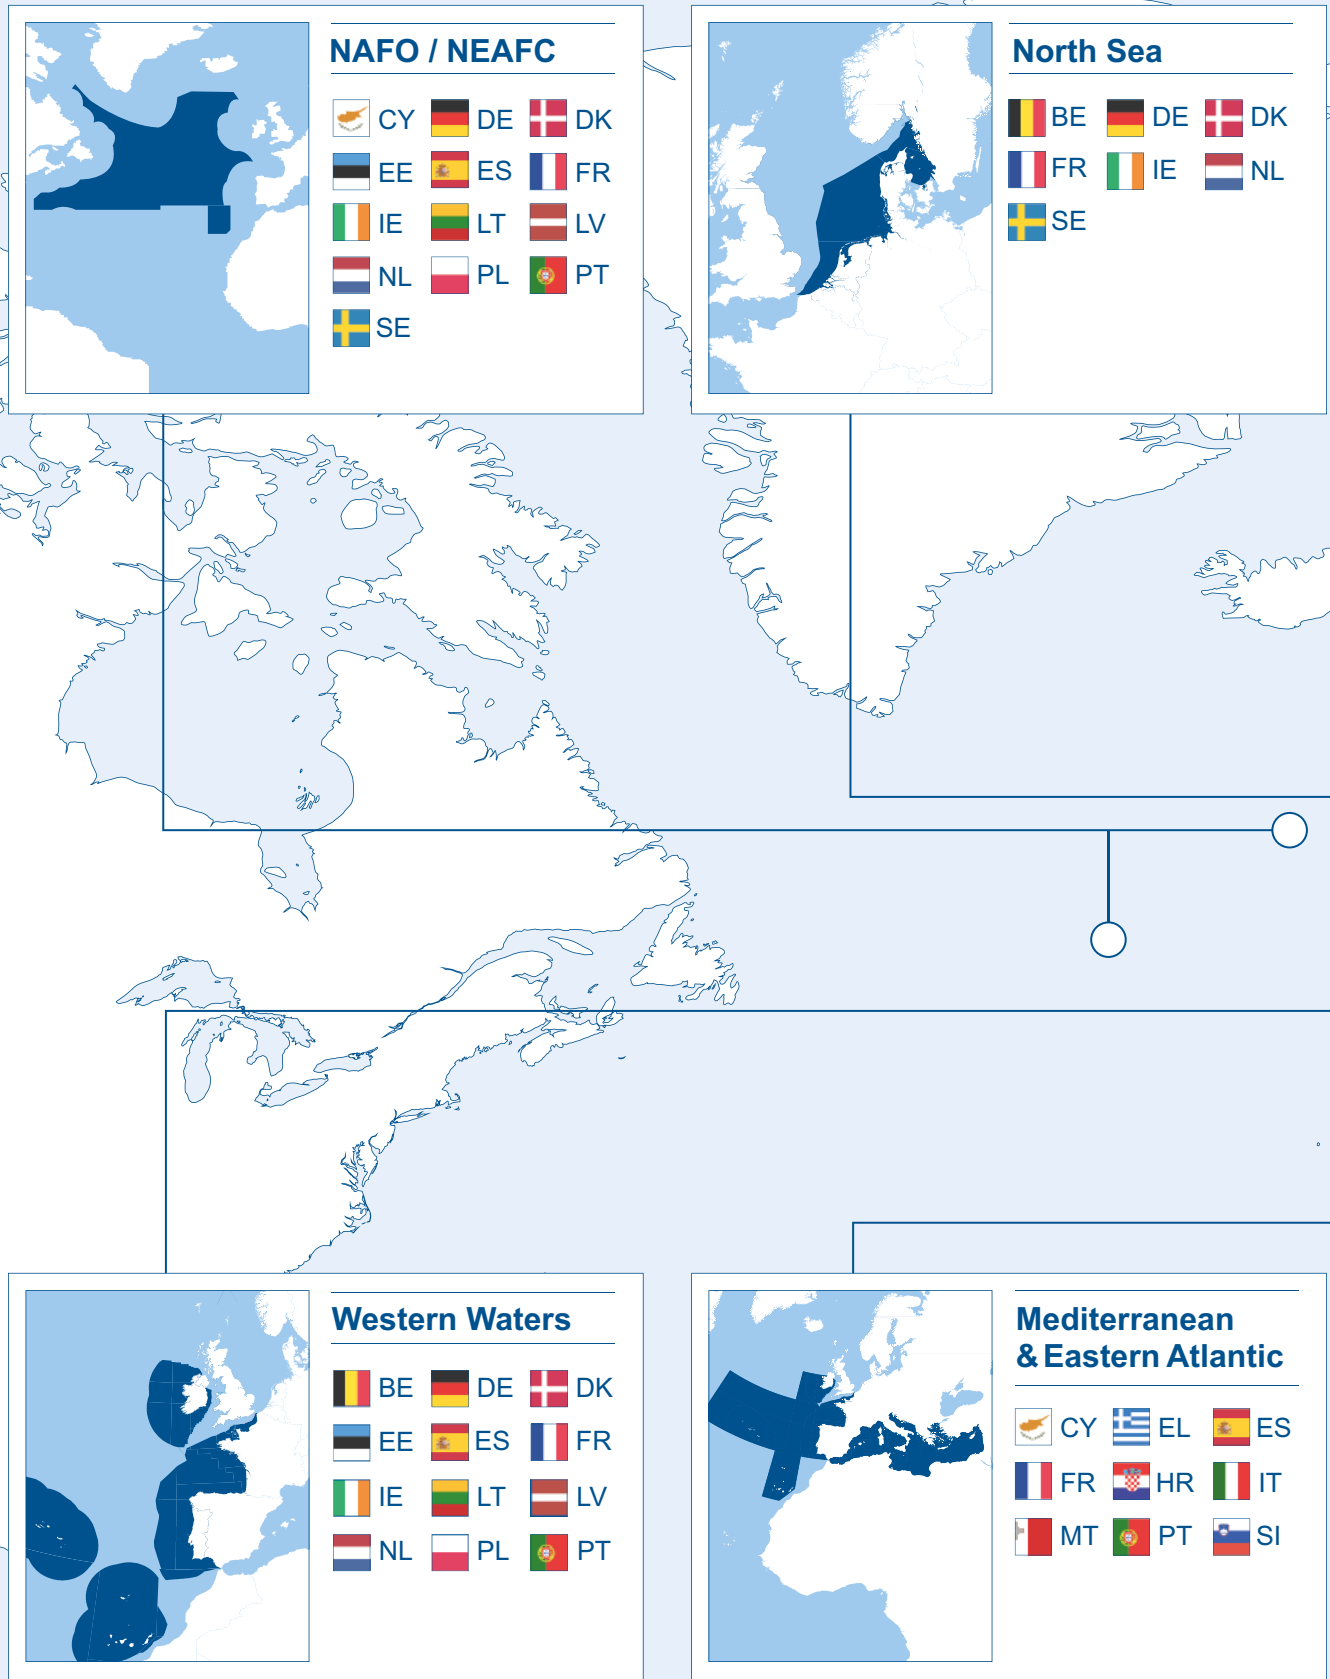 NAFO / NEAFC
CY DE DK
EE ES FR
IE LT LV
NL PL PT
SE
North Sea
BE DE DK
FR IE NL
SE
Western Waters
BE DE DK
EE ES FR
IE LT LV
NL PL PT
Mediterranean
& Eastern Atlantic
CY EL ES
FR HR IT
MT PT SI